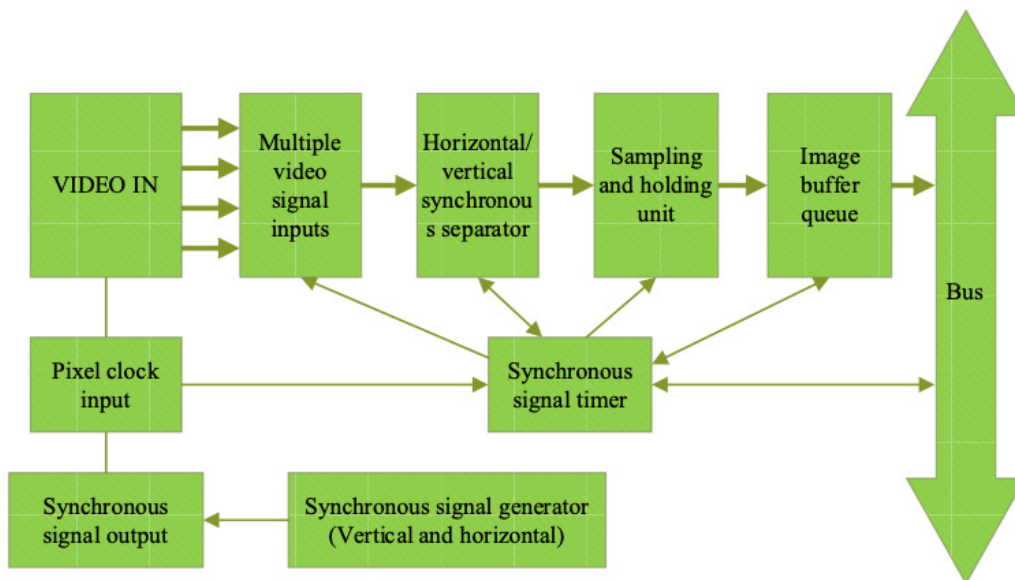 VIDEO IN
Multiple
video
signal
inputs
Horizontal/
vertical
synchronou
s separator
Sampling
and holding
unit
Image
buffer
queue
Bus
Pixel clock
input
Synchronous
signal timer
Synchronous
signal output
Synchronous signal generator
(Vertical and horizontal)